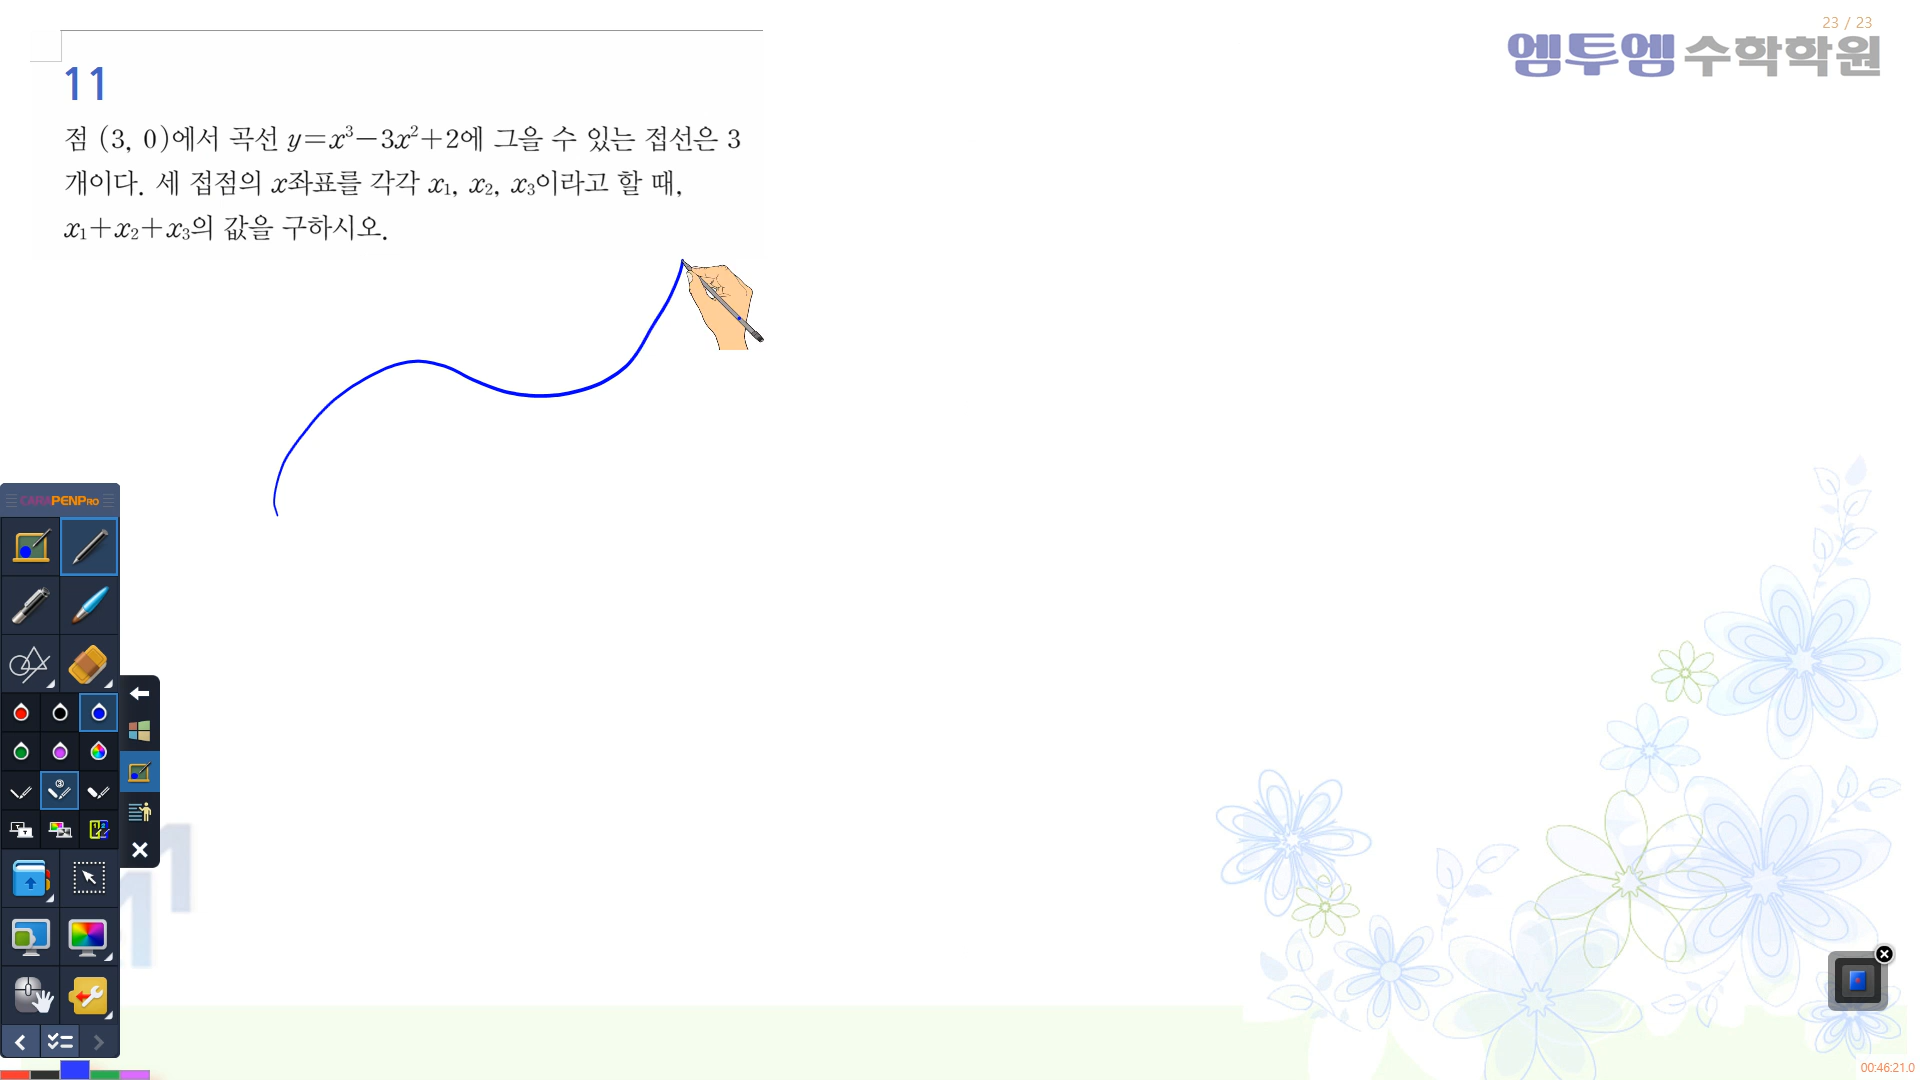 23 / 23
엠투엠 수학학원
11
점 (3, 0)에서 곡선 y=x³−3x²+2에 그을 수 있는 접선은 3
개이다. 세 접점의 x좌표를 각각 x₁, x₂, x₃이라고 할 때,
x₁+x₂+x₃의 값을 구하시오.
CARAPENPRO
00:46:21.0